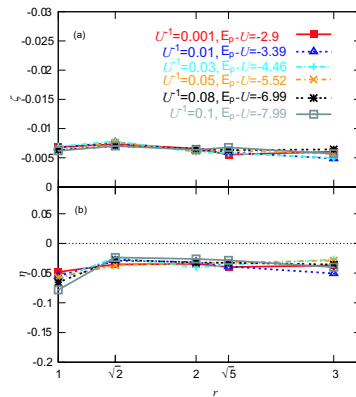 -0.03
(a)
U⁻¹=0.001, Eₚ-U=-2.9
-0.025
U⁻¹=0.01, Eₚ-U=-3.39
U⁻¹=0.03, Eₚ-U=-4.46
-0.02
U⁻¹=0.05, Eₚ-U=-5.52
ζ
-0.015
U⁻¹=0.08, Eₚ-U=-6.99
U⁻¹=0.1, Eₚ-U=-7.99
-0.01
-0.005
0
(b)
0.05
0
η
-0.05
-0.1
-0.15
-0.2
1 √2 2 √5 3
r